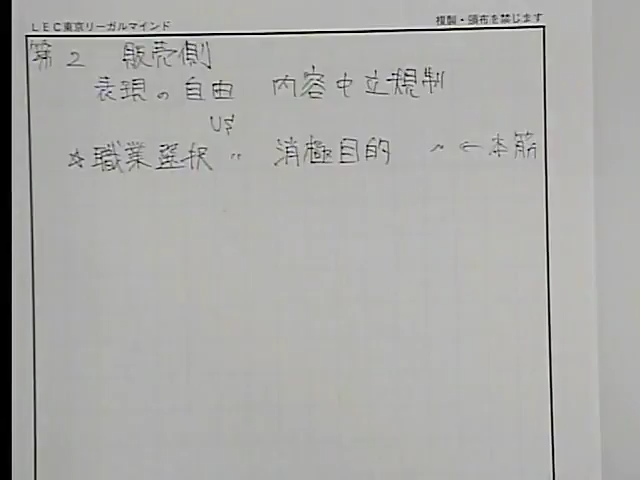 LEC東京リーガルマインド 複製・頒布を禁じます
第2 販売側
表現の自由 内容中立規制
VS
☆職業選択 〃 消極目的 〃 ←本筋